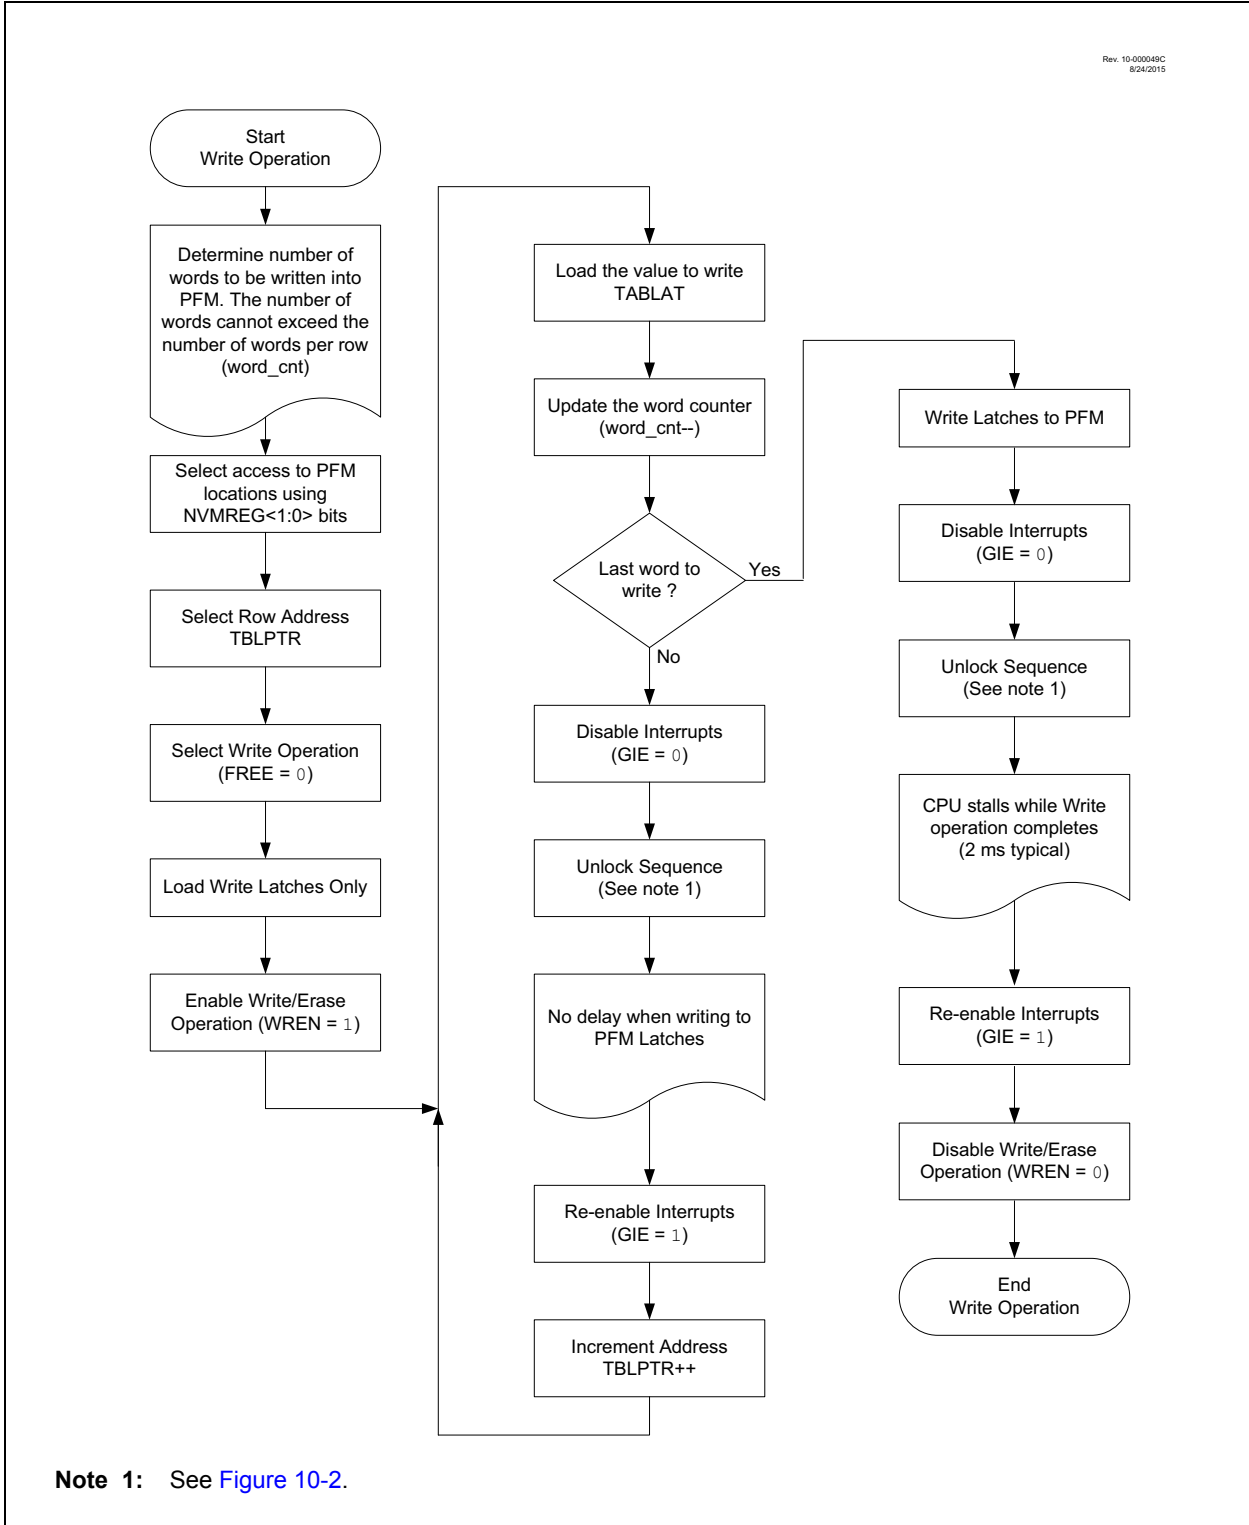 Rev. 10-000049C
8/24/2015
Start
Write Operation
Determine number of
words to be written into
PFM. The number of
words cannot exceed the
number of words per row
(word_cnt)
Select access to PFM
locations using
NVMREG<1:0> bits
Select Row Address
TBLPTR
Select Write Operation
(FREE = 0)
Load Write Latches Only
Enable Write/Erase
Operation (WREN = 1)
Load the value to write
TABLAT
Update the word counter
(word_cnt--)
Last word to
write ?
Yes
No
Disable Interrupts
(GIE = 0)
Unlock Sequence
(See note 1)
No delay when writing to
PFM Latches
Re-enable Interrupts
(GIE = 1)
Increment Address
TBLPTR++
Write Latches to PFM
Disable Interrupts
(GIE = 0)
Unlock Sequence
(See note 1)
CPU stalls while Write
operation completes
(2 ms typical)
Re-enable Interrupts
(GIE = 1)
Disable Write/Erase
Operation (WREN = 0)
End
Write Operation
Note 1: See Figure 10-2.